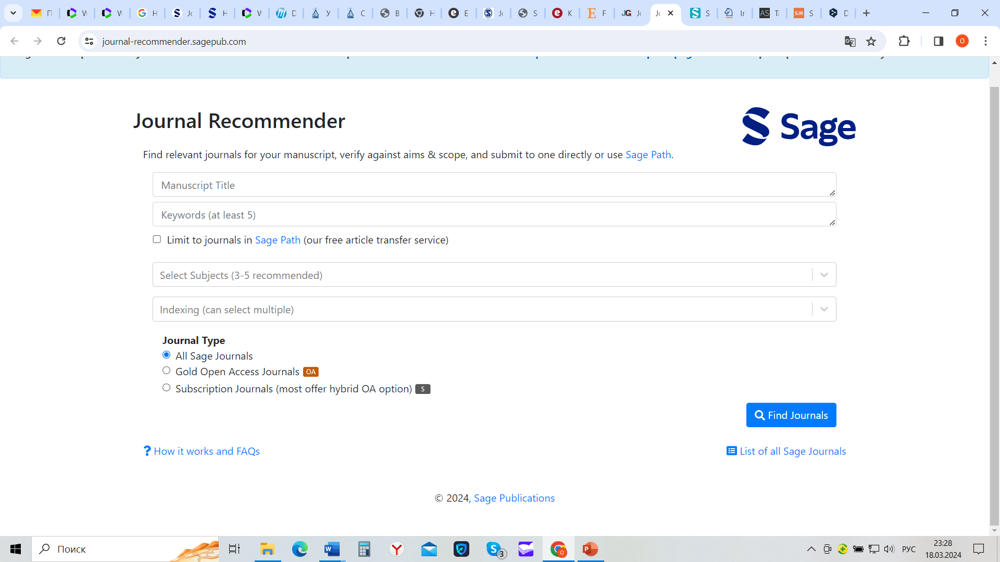 journal-recommender.sagepub.com
Journal Recommender
Sage
Find relevant journals for your manuscript, verify against aims & scope, and submit to one directly or use Sage Path.
Manuscript Title
Keywords (at least 5)
Limit to journals in Sage Path (our free article transfer service)
Select Subjects (3-5 recommended)
Indexing (can select multiple)
Journal Type
All Sage Journals
Gold Open Access Journals OA
Subscription Journals (most offer hybrid OA option) S
Find Journals
How it works and FAQs
List of all Sage Journals
© 2024, Sage Publications
Поиск
3
РУС
23:28
18.03.2024